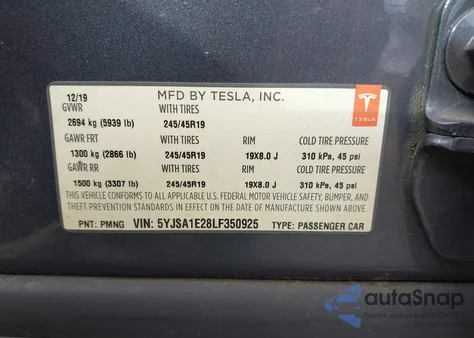 12/19 MFD BY TESLA, INC.
GVWR WITH TIRES
2694 kg (5939 lb) 245/45R19
TESLA
GAWR FRT WITH TIRES RIM COLD TIRE PRESSURE
1300 kg (2866 lb) 245/45R19 19X8.0 J 310 kPa, 45 psi
GAWR RR WITH TIRES RIM COLD TIRE PRESSURE
1500 kg (3307 lb) 245/45R19 19X8.0 J 310 kPa, 45 psi
THIS VEHICLE CONFORMS TO ALL APPLICABLE U.S. FEDERAL MOTOR VEHICLE SAFETY, BUMPER, AND
THEFT PREVENTION STANDARDS IN EFFECT ON THE DATE OF MANUFACTURE SHOWN ABOVE.
PNT: PMNG VIN: 5YJSA1E28LF350925 TYPE: PASSENGER CAR
autoSnap